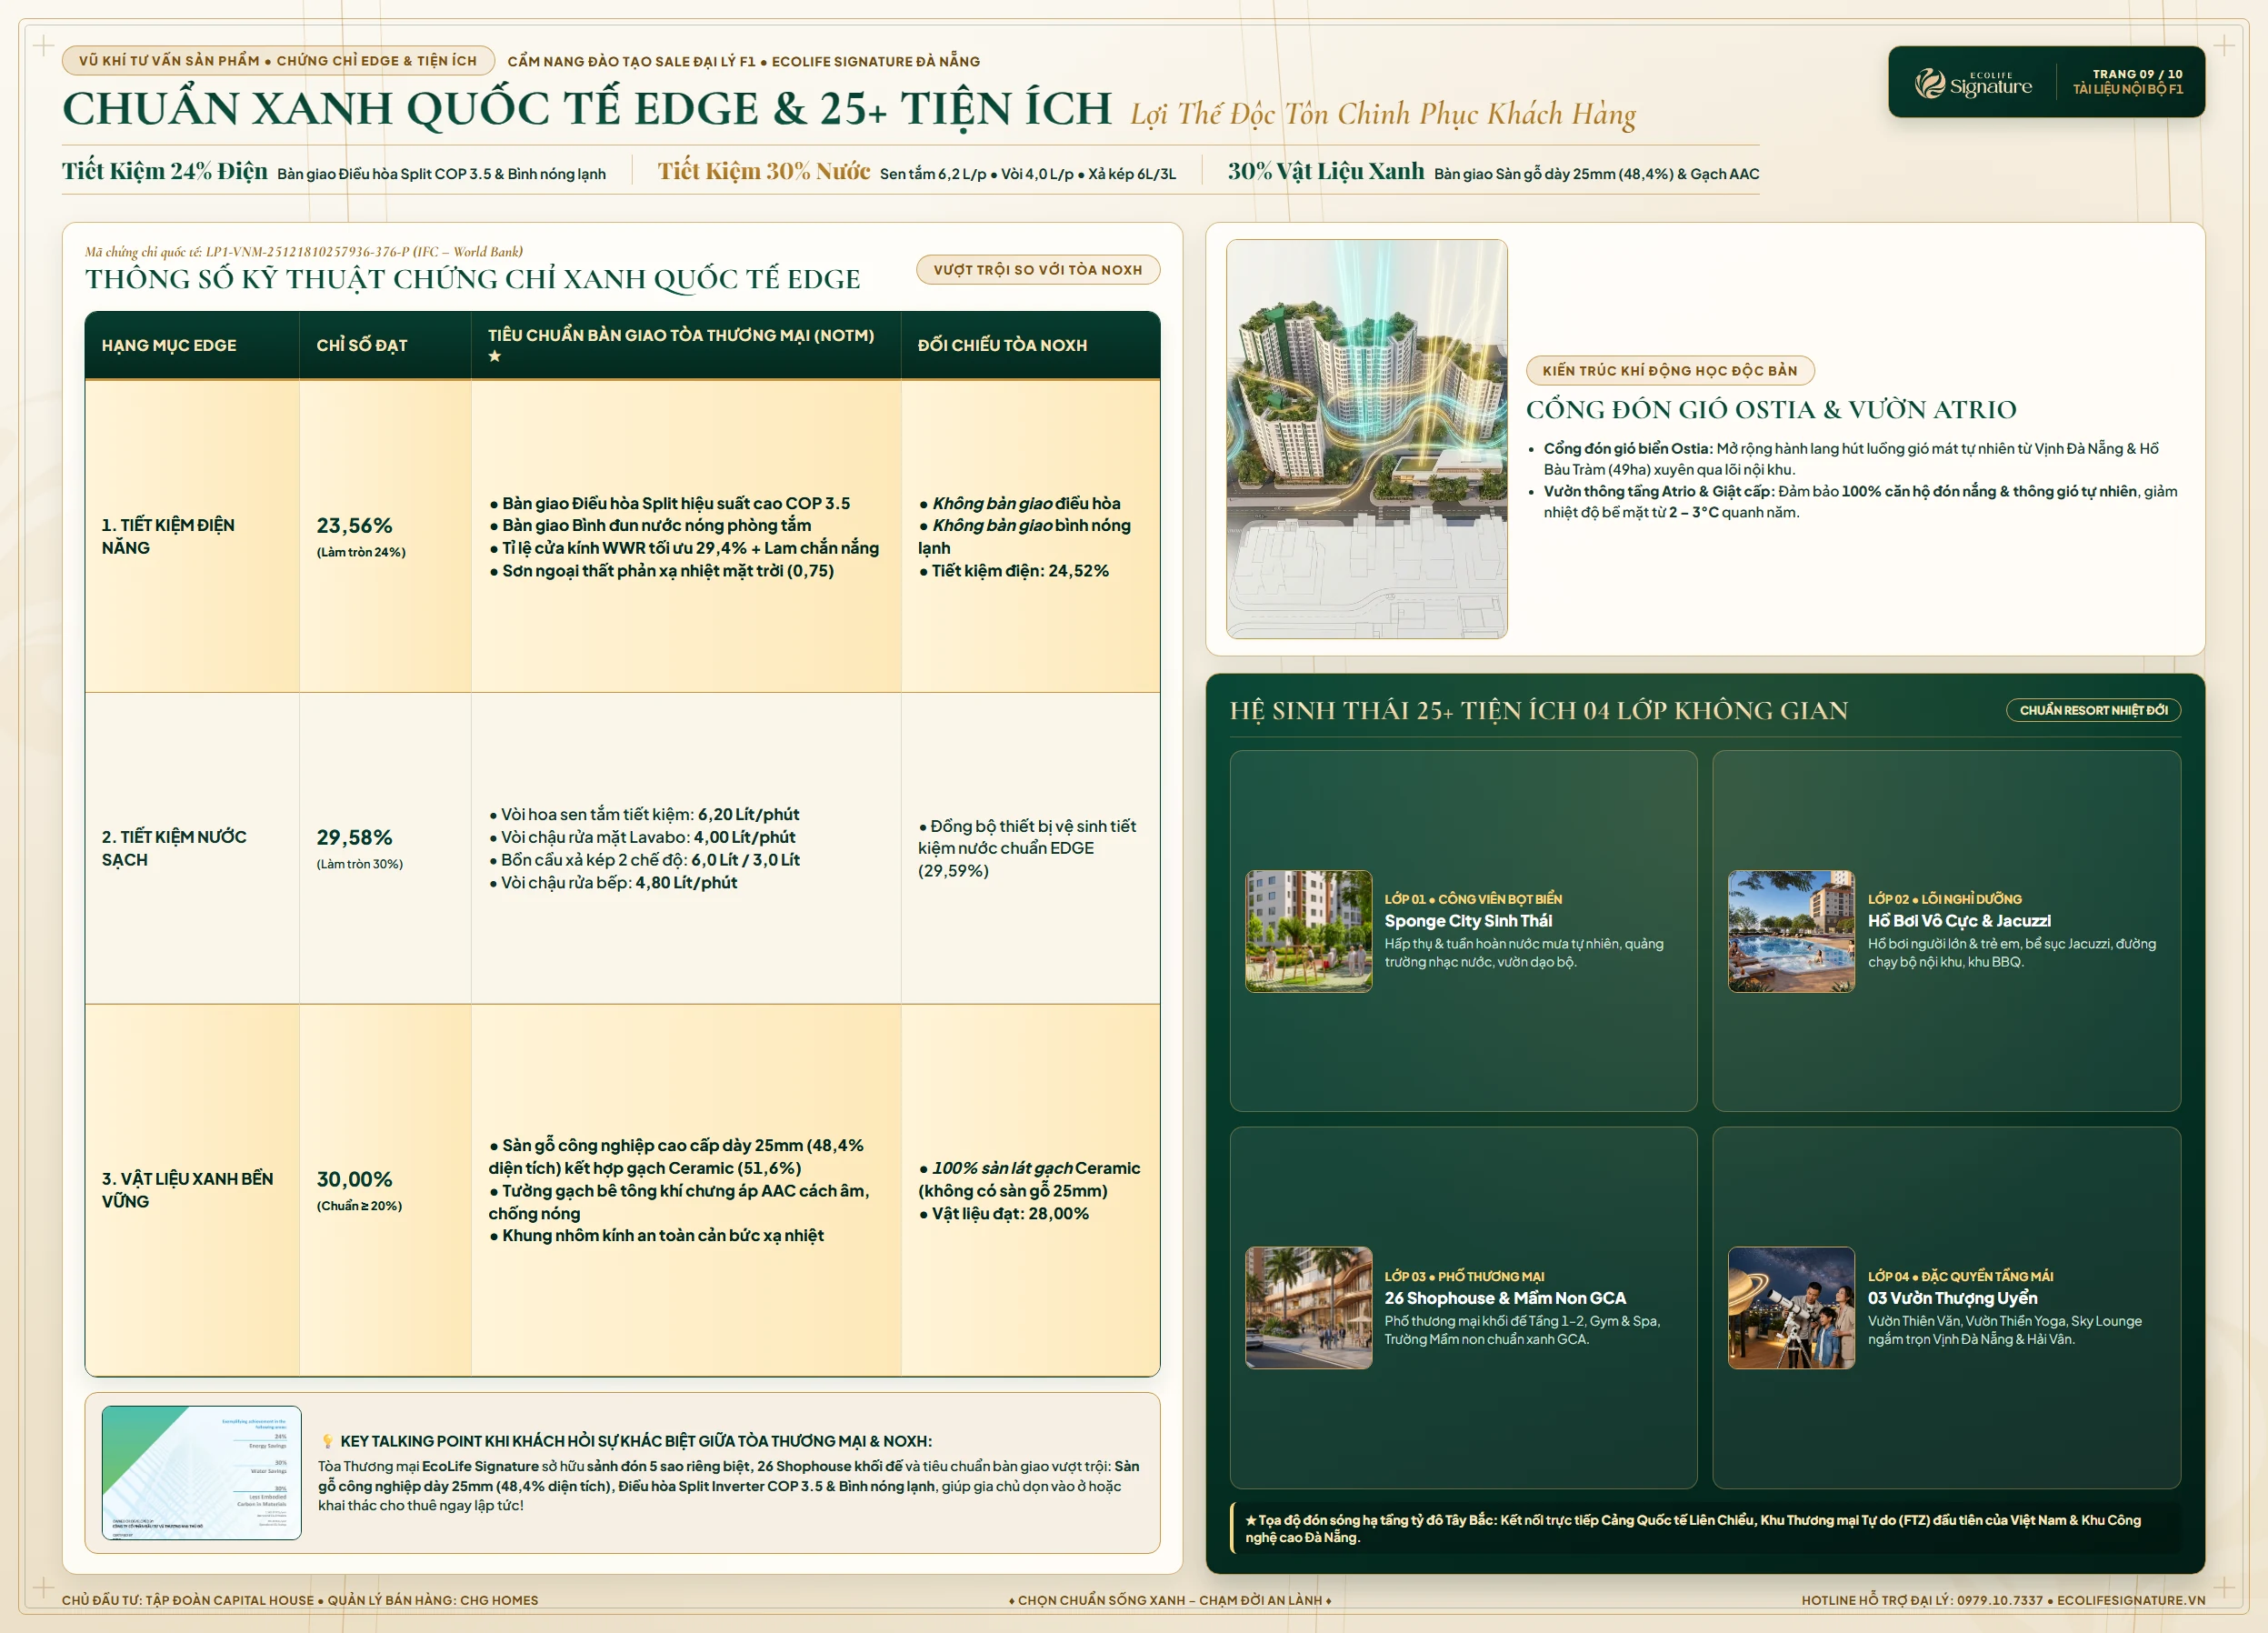 VŨ KHÍ TƯ VẤN SẢN PHẨM ● CHỨNG CHỈ EDGE & TIỆN ÍCH
CẨM NANG ĐÀO TẠO SALE ĐẠI LÝ F1 ● ECOLIFE SIGNATURE ĐÀ NẴNG
CHUẨN XANH QUỐC TẾ EDGE & 25+ TIỆN ÍCH Lợi Thế Độc Tôn Chinh Phục Khách Hàng
ECOLIFE
Signature
TRANG 09 / 10
TÀI LIỆU NỘI BỘ F1
Tiết Kiệm 24% Điện Bàn giao Điều hòa Split COP 3.5 & Bình nóng lạnh
Tiết Kiệm 30% Nước Sen tắm 6,2 L/p ● Vòi 4,0 L/p ● Xả kép 6L/3L
30% Vật Liệu Xanh Bàn giao Sàn gỗ dày 25mm (48,4%) & Gạch AAC
Mã chứng chỉ quốc tế: LP1-VNM-25121810257936-376-P (IFC – World Bank)
THÔNG SỐ KỸ THUẬT CHỨNG CHỈ XANH QUỐC TẾ EDGE
VƯỢT TRỘI SO VỚI TÒA NOXH
HẠNG MỤC EDGE
CHỈ SỐ ĐẠT
TIÊU CHUẨN BÀN GIAO TÒA THƯƠNG MẠI (NOTM)
★
ĐỐI CHIẾU TÒA NOXH
1. TIẾT KIỆM ĐIỆN
NĂNG
23,56%
(Làm tròn 24%)
● Bàn giao Điều hòa Split hiệu suất cao COP 3.5
● Bàn giao Bình đun nước nóng phòng tắm
● Tỉ lệ cửa kính WWR tối ưu 29,4% + Lam chắn nắng
● Sơn ngoại thất phản xạ nhiệt mặt trời (0,75)
● Không bàn giao điều hòa
● Không bàn giao bình nóng
lạnh
● Tiết kiệm điện: 24,52%
2. TIẾT KIỆM NƯỚC
SẠCH
29,58%
(Làm tròn 30%)
● Vòi hoa sen tắm tiết kiệm: 6,20 Lít/phút
● Vòi chậu rửa mặt Lavabo: 4,00 Lít/phút
● Bồn cầu xả kép 2 chế độ: 6,0 Lít / 3,0 Lít
● Vòi chậu rửa bếp: 4,80 Lít/phút
● Đồng bộ thiết bị vệ sinh tiết
kiệm nước chuẩn EDGE
(29,59%)
3. VẬT LIỆU XANH BỀN
VỮNG
30,00%
(Chuẩn ≥ 20%)
● Sàn gỗ công nghiệp cao cấp dày 25mm (48,4%
diện tích) kết hợp gạch Ceramic (51,6%)
● Tường gạch bê tông khí chưng áp AAC cách âm,
chống nóng
● Khung nhôm kính an toàn cản bức xạ nhiệt
● 100% sàn lát gạch Ceramic
(không có sàn gỗ 25mm)
● Vật liệu đạt: 28,00%
24%
Energy Savings
30%
Water Savings
30%
Less Embodied
Carbon in Materials
💡 KEY TALKING POINT KHI KHÁCH HỎI SỰ KHÁC BIỆT GIỮA TÒA THƯƠNG MẠI & NOXH:
Tòa Thương mại EcoLife Signature sở hữu sảnh đón 5 sao riêng biệt, 26 Shophouse khối đế và tiêu chuẩn bàn giao vượt trội: Sàn
gỗ công nghiệp dày 25mm (48,4% diện tích), Điều hòa Split Inverter COP 3.5 & Bình nóng lạnh, giúp gia chủ dọn vào ở hoặc
khai thác cho thuê ngay lập tức!
KIẾN TRÚC KHÍ ĐỘNG HỌC ĐỘC BẢN
CỔNG ĐÓN GIÓ OSTIA & VƯỜN ATRIO
• Cổng đón gió biển Ostia: Mở rộng hành lang hút luồng gió mát tự nhiên từ Vịnh Đà Nẵng & Hồ
Bàu Tràm (49ha) xuyên qua lõi nội khu.
• Vườn thông tầng Atrio & Giật cấp: Đảm bảo 100% căn hộ đón nắng & thông gió tự nhiên, giảm
nhiệt độ bề mặt từ 2 – 3°C quanh năm.
HỆ SINH THÁI 25+ TIỆN ÍCH 04 LỚP KHÔNG GIAN
CHUẨN RESORT NHIỆT ĐỚI
LỚP 01 ● CÔNG VIÊN BỌT BIỂN
Sponge City Sinh Thái
Hấp thụ & tuần hoàn nước mưa tự nhiên, quảng
trường nhạc nước, vườn dạo bộ.
LỚP 02 ● LÕI NGHỈ DƯỠNG
Hồ Bơi Vô Cực & Jacuzzi
Hồ bơi người lớn & trẻ em, bể sục Jacuzzi, đường
chạy bộ nội khu, khu BBQ.
LỚP 03 ● PHỐ THƯƠNG MẠI
26 Shophouse & Mầm Non GCA
Phố thương mại khối đế Tầng 1–2, Gym & Spa,
Trường Mầm non chuẩn xanh GCA.
LỚP 04 ● ĐẶC QUYỀN TẦNG MÁI
03 Vườn Thượng Uyển
Vườn Thiên Văn, Vườn Thiền Yoga, Sky Lounge
ngắm trọn Vịnh Đà Nẵng & Hải Vân.
★ Tọa độ đón sóng hạ tầng tỷ đô Tây Bắc: Kết nối trực tiếp Cảng Quốc tế Liên Chiểu, Khu Thương mại Tự do (FTZ) đầu tiên của Việt Nam & Khu Công
nghệ cao Đà Nẵng.
CHỦ ĐẦU TƯ: TẬP ĐOÀN CAPITAL HOUSE ● QUẢN LÝ BÁN HÀNG: CHG HOMES
♦ CHỌN CHUẨN SỐNG XANH – CHẠM ĐỜI AN LÀNH ♦
HOTLINE HỖ TRỢ ĐẠI LÝ: 0979.10.7337 ● ECOLIFESIGNATURE.VN